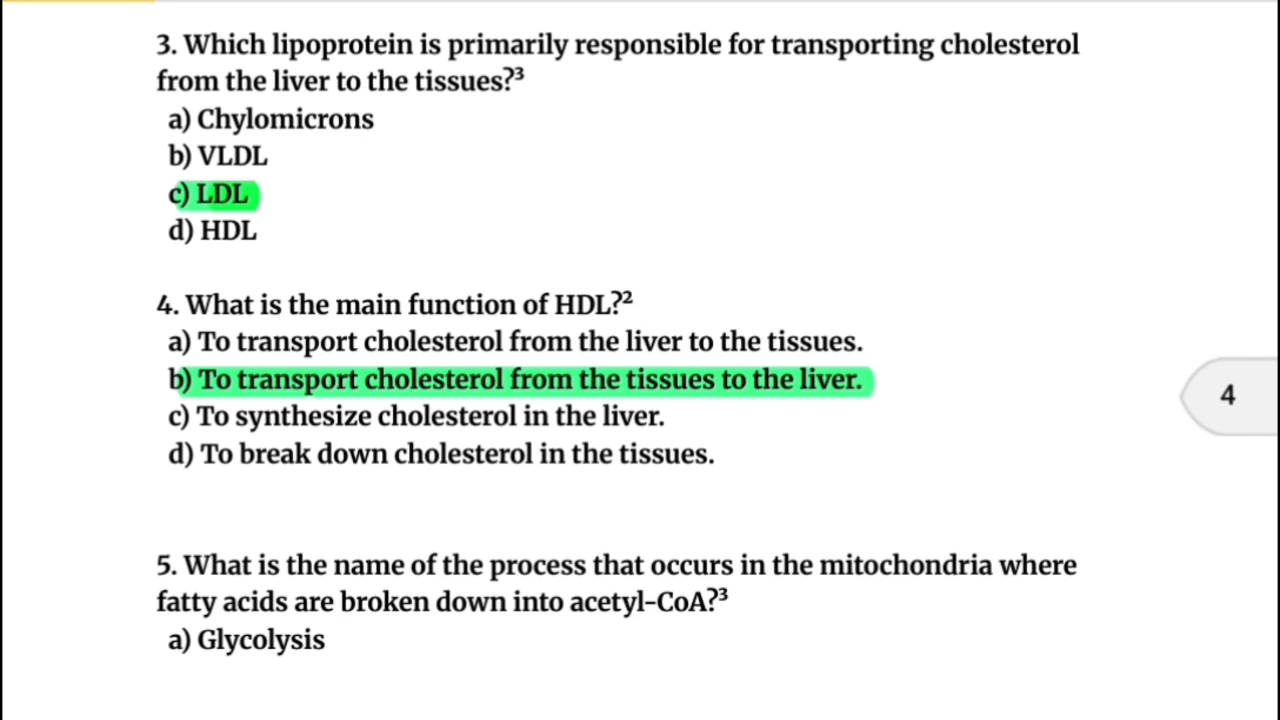 3. Which lipoprotein is primarily responsible for transporting cholesterol
from the liver to the tissues?³
a) Chylomicrons
b) VLDL
c) LDL
d) HDL
4. What is the main function of HDL?²
a) To transport cholesterol from the liver to the tissues.
b) To transport cholesterol from the tissues to the liver.
c) To synthesize cholesterol in the liver.
d) To break down cholesterol in the tissues.
4
5. What is the name of the process that occurs in the mitochondria where
fatty acids are broken down into acetyl-CoA?³
a) Glycolysis